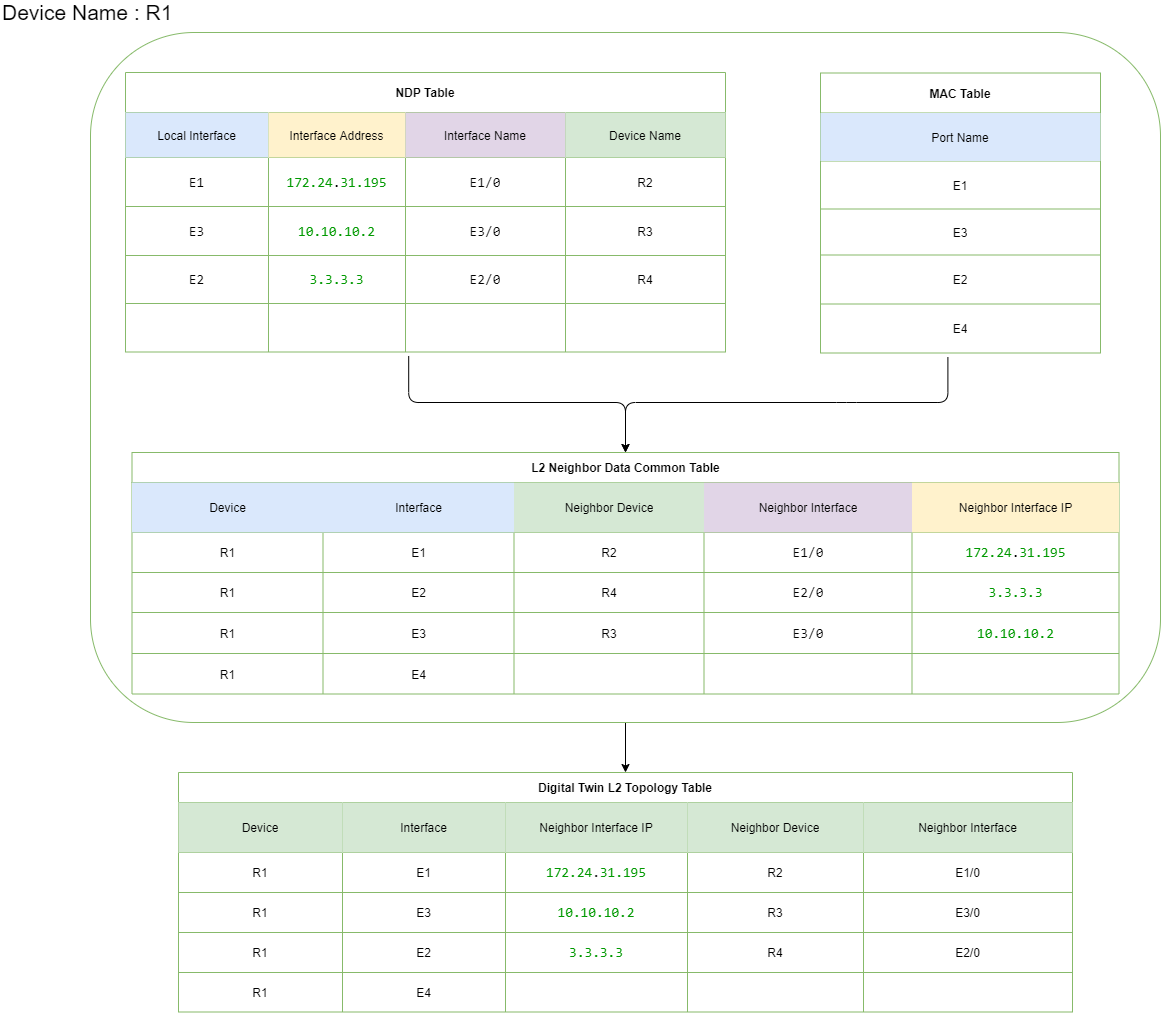 Device Name : R1
NDP Table
Local Interface Interface Address Interface Name Device Name
E1 172.24.31.195 E1/0 R2
E3 10.10.10.2 E3/0 R3
E2 3.3.3.3 E2/0 R4
MAC Table
Port Name
E1
E3
E2
E4
L2 Neighbor Data Common Table
Device Interface Neighbor Device Neighbor Interface Neighbor Interface IP
R1 E1 R2 E1/0 172.24.31.195
R1 E2 R4 E2/0 3.3.3.3
R1 E3 R3 E3/0 10.10.10.2
R1 E4
Digital Twin L2 Topology Table
Device Interface Neighbor Interface IP Neighbor Device Neighbor Interface
R1 E1 172.24.31.195 R2 E1/0
R1 E3 10.10.10.2 R3 E3/0
R1 E2 3.3.3.3 R4 E2/0
R1 E4